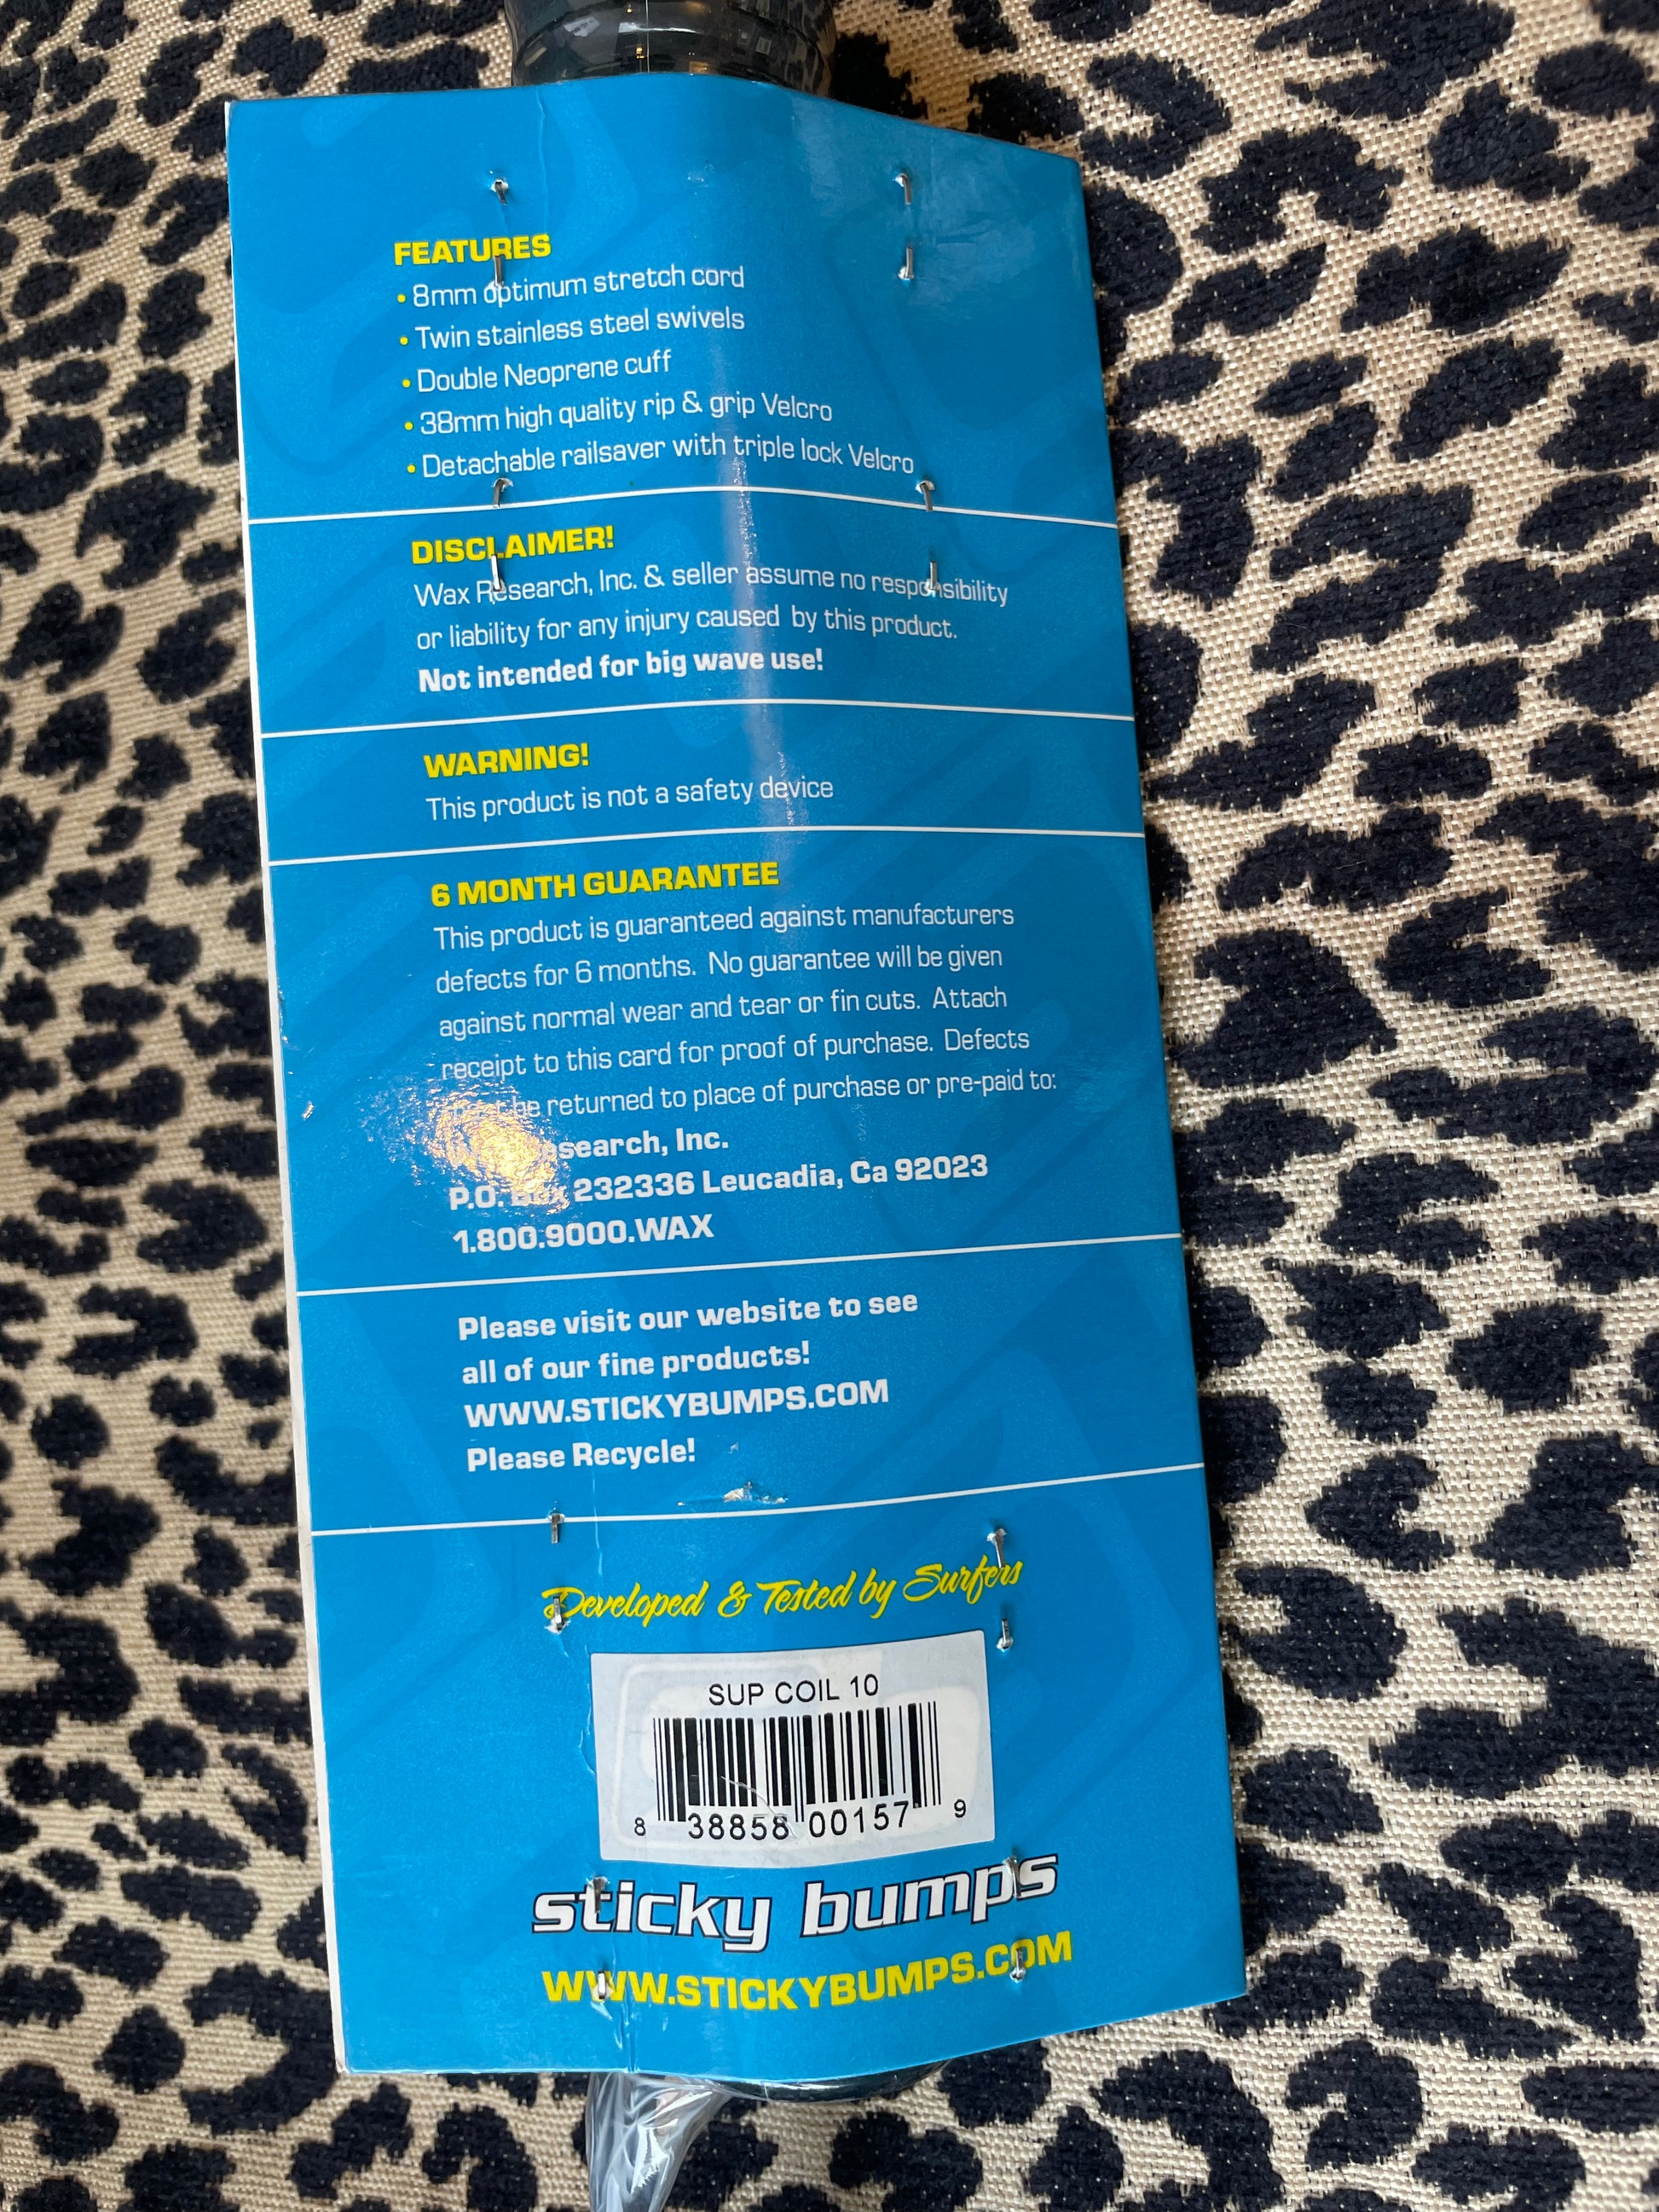 FEATURES
• 8mm optimum stretch cord
• Twin stainless steel swivels
• Double Neoprene cuff
• 38mm high quality rip & grip Velcro
• Detachable railsaver with triple lock Velcro
DISCLAIMER!
Wax Research, Inc. & seller assume no responsibility
or liability for any injury caused by this product.
Not intended for big wave use!
WARNING!
This product is not a safety device
6 MONTH GUARANTEE
This product is guaranteed against manufacturers
defects for 6 months. No guarantee will be given
against normal wear and tear or fin cuts. Attach
receipt to this card for proof of purchase. Defects
be returned to place of purchase or pre-paid to:
Research, Inc.
P.O. Box 232336 Leucadia, Ca 92023
1.800.9000.WAX
Please visit our website to see
all of our fine products!
WWW.STICKYBUMPS.COM
Please Recycle!
Developed & Tested by Surfers
SUP COIL 10
8 38858 00157 9
sticky bumps
WWW.STICKYBUMPS.COM